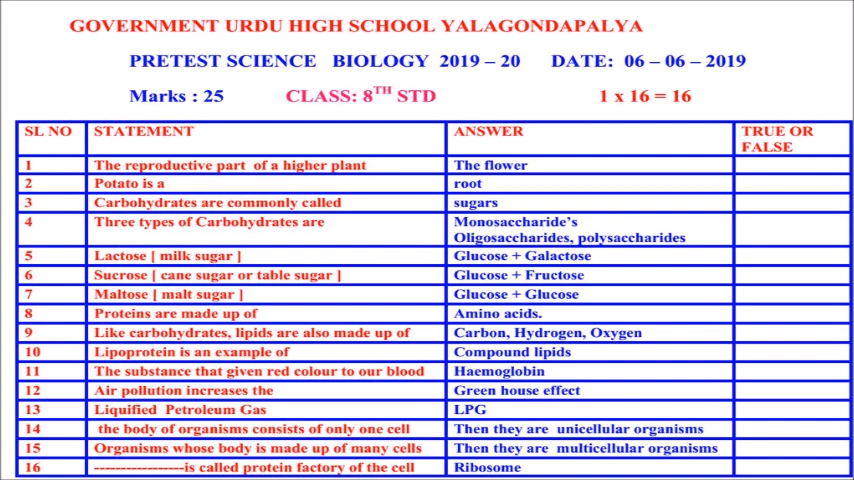 GOVERNMENT URDU HIGH SCHOOL YALAGONDAPALYA
PRETEST SCIENCE BIOLOGY 2019 – 20 DATE: 06 – 06 – 2019
Marks : 25 CLASS: 8TH STD 1 x 16 = 16
SL NO STATEMENT ANSWER TRUE OR FALSE
1 The reproductive part of a higher plant The flower
2 Potato is a root
3 Carbohydrates are commonly called sugars
4 Three types of Carbohydrates are Monosaccharide’s
Oligosaccharides, polysaccharides
5 Lactose [ milk sugar ] Glucose + Galactose
6 Sucrose [ cane sugar or table sugar ] Glucose + Fructose
7 Maltose [ malt sugar ] Glucose + Glucose
8 Proteins are made up of Amino acids.
9 Like carbohydrates, lipids are also made up of Carbon, Hydrogen, Oxygen
10 Lipoprotein is an example of Compound lipids
11 The substance that given red colour to our blood Haemoglobin
12 Air pollution increases the Green house effect
13 Liquified Petroleum Gas LPG
14 the body of organisms consists of only one cell Then they are unicellular organisms
15 Organisms whose body is made up of many cells Then they are multicellular organisms
16 -----------------is called protein factory of the cell Ribosome